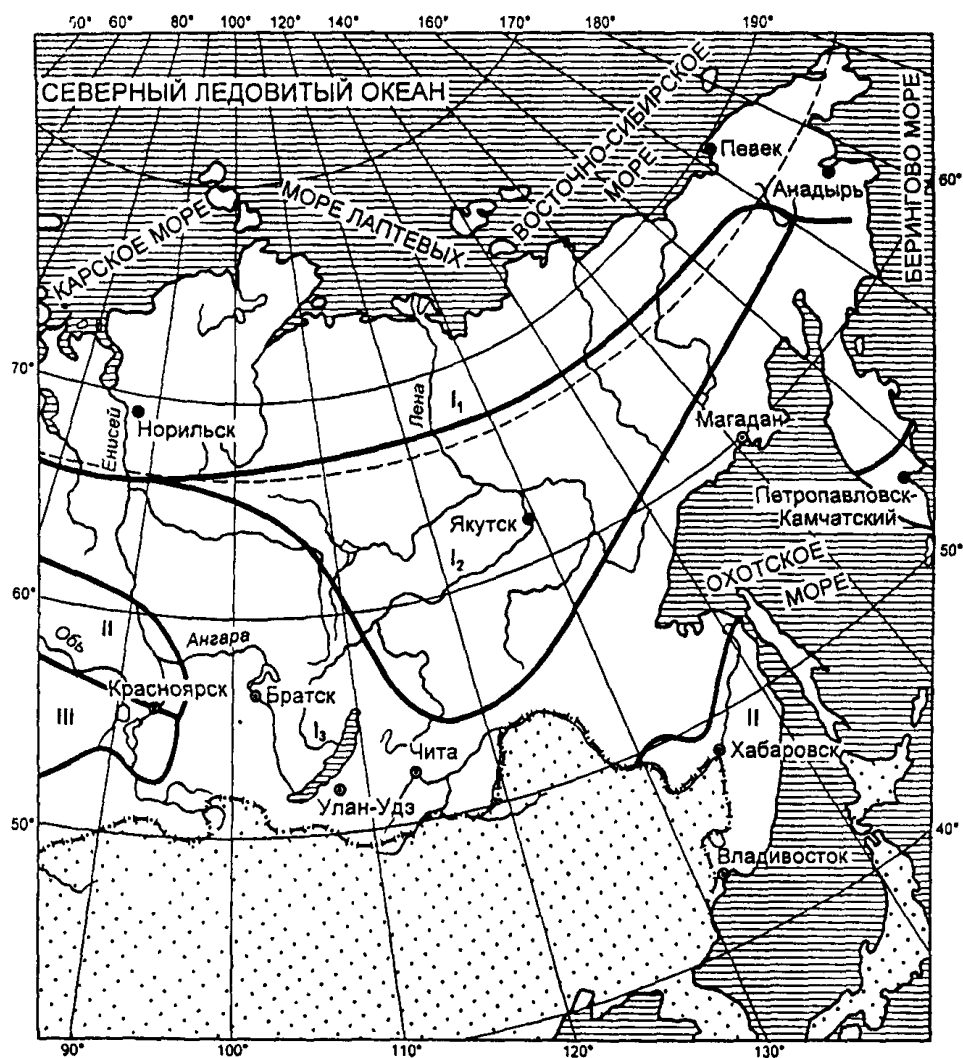 50° 60° 70° 80° 100° 120° 140° 160° 170° 180° 190°
СЕВЕРНЫЙ ЛЕДОВИТЫЙ ОКЕАН
КАРСКОЕ МОРЕ
МОРЕ ЛАПТЕВЫХ
ВОСТОЧНО-СИБИРСКОЕ
МОРЕ
БЕРИНГОВО МОРЕ
Певек
Анадырь
60°
70°
Енисей
Норильск
Лена
I₁
Магадан
Якутск
I₂
Петропавловск-
Камчатский
50°
ОХОТСКОЕ
МОРЕ
60°
II
Обь
Ангара
Красноярск
Братск
III
I₃
Чита
Улан-Удэ
II
Хабаровск
50°
40°
Владивосток
90° 100° 110° 120° 130°